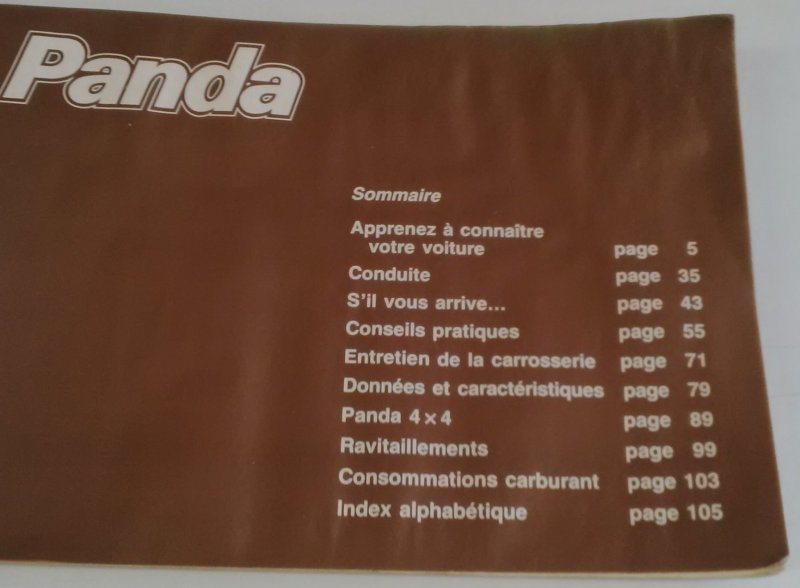 Panda
Sommaire
Apprenez à connaître
votre voiture page 5
Conduite page 35
S'il vous arrive... page 43
Conseils pratiques page 55
Entretien de la carrosserie page 71
Données et caractéristiques page 79
Panda 4×4 page 89
Ravitaillements page 99
Consommations carburant page 103
Index alphabétique page 105